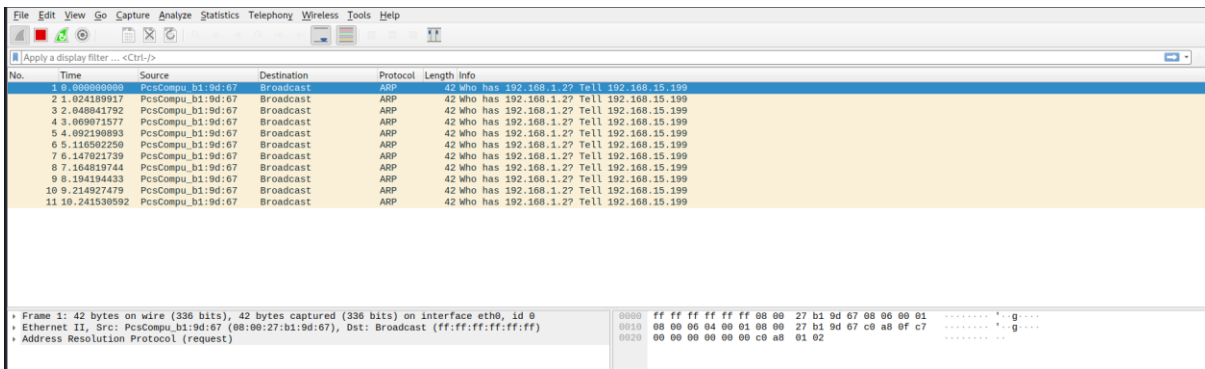 File Edit View Go Capture Analyze Statistics Telephony Wireless Tools Help
Apply a display filter ... <Ctrl-/>
No. Time Source Destination Protocol Length Info
1 0.000000000 PcsCompu_b1:9d:67 Broadcast ARP 42 Who has 192.168.1.2? Tell 192.168.15.199
2 1.024189917 PcsCompu_b1:9d:67 Broadcast ARP 42 Who has 192.168.1.2? Tell 192.168.15.199
3 2.048041792 PcsCompu_b1:9d:67 Broadcast ARP 42 Who has 192.168.1.2? Tell 192.168.15.199
4 3.069071577 PcsCompu_b1:9d:67 Broadcast ARP 42 Who has 192.168.1.2? Tell 192.168.15.199
5 4.092190893 PcsCompu_b1:9d:67 Broadcast ARP 42 Who has 192.168.1.2? Tell 192.168.15.199
6 5.116502250 PcsCompu_b1:9d:67 Broadcast ARP 42 Who has 192.168.1.2? Tell 192.168.15.199
7 6.147021739 PcsCompu_b1:9d:67 Broadcast ARP 42 Who has 192.168.1.2? Tell 192.168.15.199
8 7.164819744 PcsCompu_b1:9d:67 Broadcast ARP 42 Who has 192.168.1.2? Tell 192.168.15.199
9 8.194194433 PcsCompu_b1:9d:67 Broadcast ARP 42 Who has 192.168.1.2? Tell 192.168.15.199
10 9.214927479 PcsCompu_b1:9d:67 Broadcast ARP 42 Who has 192.168.1.2? Tell 192.168.15.199
11 10.241530592 PcsCompu_b1:9d:67 Broadcast ARP 42 Who has 192.168.1.2? Tell 192.168.15.199
Frame 1: 42 bytes on wire (336 bits), 42 bytes captured (336 bits) on interface eth0, id 0
Ethernet II, Src: PcsCompu_b1:9d:67 (08:00:27:b1:9d:67), Dst: Broadcast (ff:ff:ff:ff:ff:ff)
Address Resolution Protocol (request)
0000 ff ff ff ff ff ff 08 00 27 b1 9d 67 08 06 00 01 ········ '··g····
0010 08 00 06 04 00 01 08 00 27 b1 9d 67 c0 a8 0f c7 ········ '··g····
0020 00 00 00 00 00 00 c0 a8 01 02 ········ ··